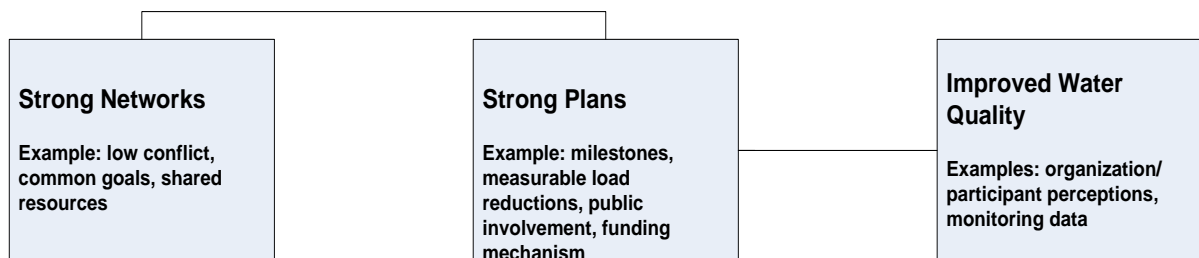 Strong Networks
Example: low conflict,
common goals, shared
resources
Strong Plans
Example: milestones,
measurable load
reductions, public
involvement, funding
mechanism
Improved Water
Quality
Examples: organization/
participant perceptions,
monitoring data